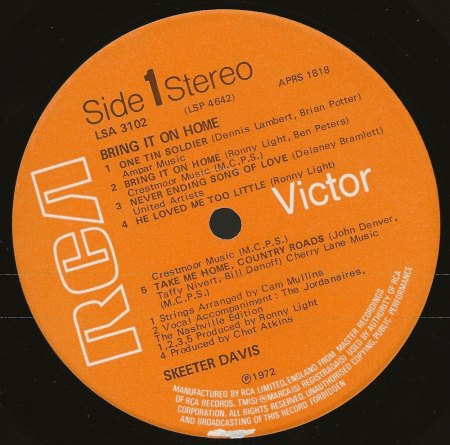 RCA
Victor
Side 1 Stereo
LSA 3102
(LSP 4642)
APRS 1818
BRING IT ON HOME
1 ONE TIN SOLDIER (Dennis Lambert, Brian Potter)
Ampar Music
2 BRING IT ON HOME (Ronny Light, Ben Peters)
Crestmoor Music (M.C.P.S.)
3 NEVER ENDING SONG OF LOVE (Delaney Bramlett)
United Artists
4 HE LOVED ME TOO LITTLE (Ronny Light)
Crestmoor Music (M.C.P.S.)
5 TAKE ME HOME, COUNTRY ROADS (John Denver,
Taffy Nivert, Bill Danoff) Cherry Lane Music
(M.C.P.S.)
1 Strings Arranged by Cam Mullins
2 Vocal Accompaniment: The Jordanaires,
The Nashville Edition
1,2,3,5 Produced by Ronny Light
4 Produced by Chet Atkins
SKEETER DAVIS
℗1972
MANUFACTURED BY RCA LIMITED, ENGLAND FROM MASTER RECORDINGS
OF RCA RECORDS. TM(S) ®MARCA(S) REGISTRADA(S) USED BY AUTHORITY OF RCA
CORPORATION. ALL RIGHTS RESERVED. UNAUTHORISED COPYING, PUBLIC PERFORMANCE
AND BROADCASTING OF THIS RECORD FORBIDDEN